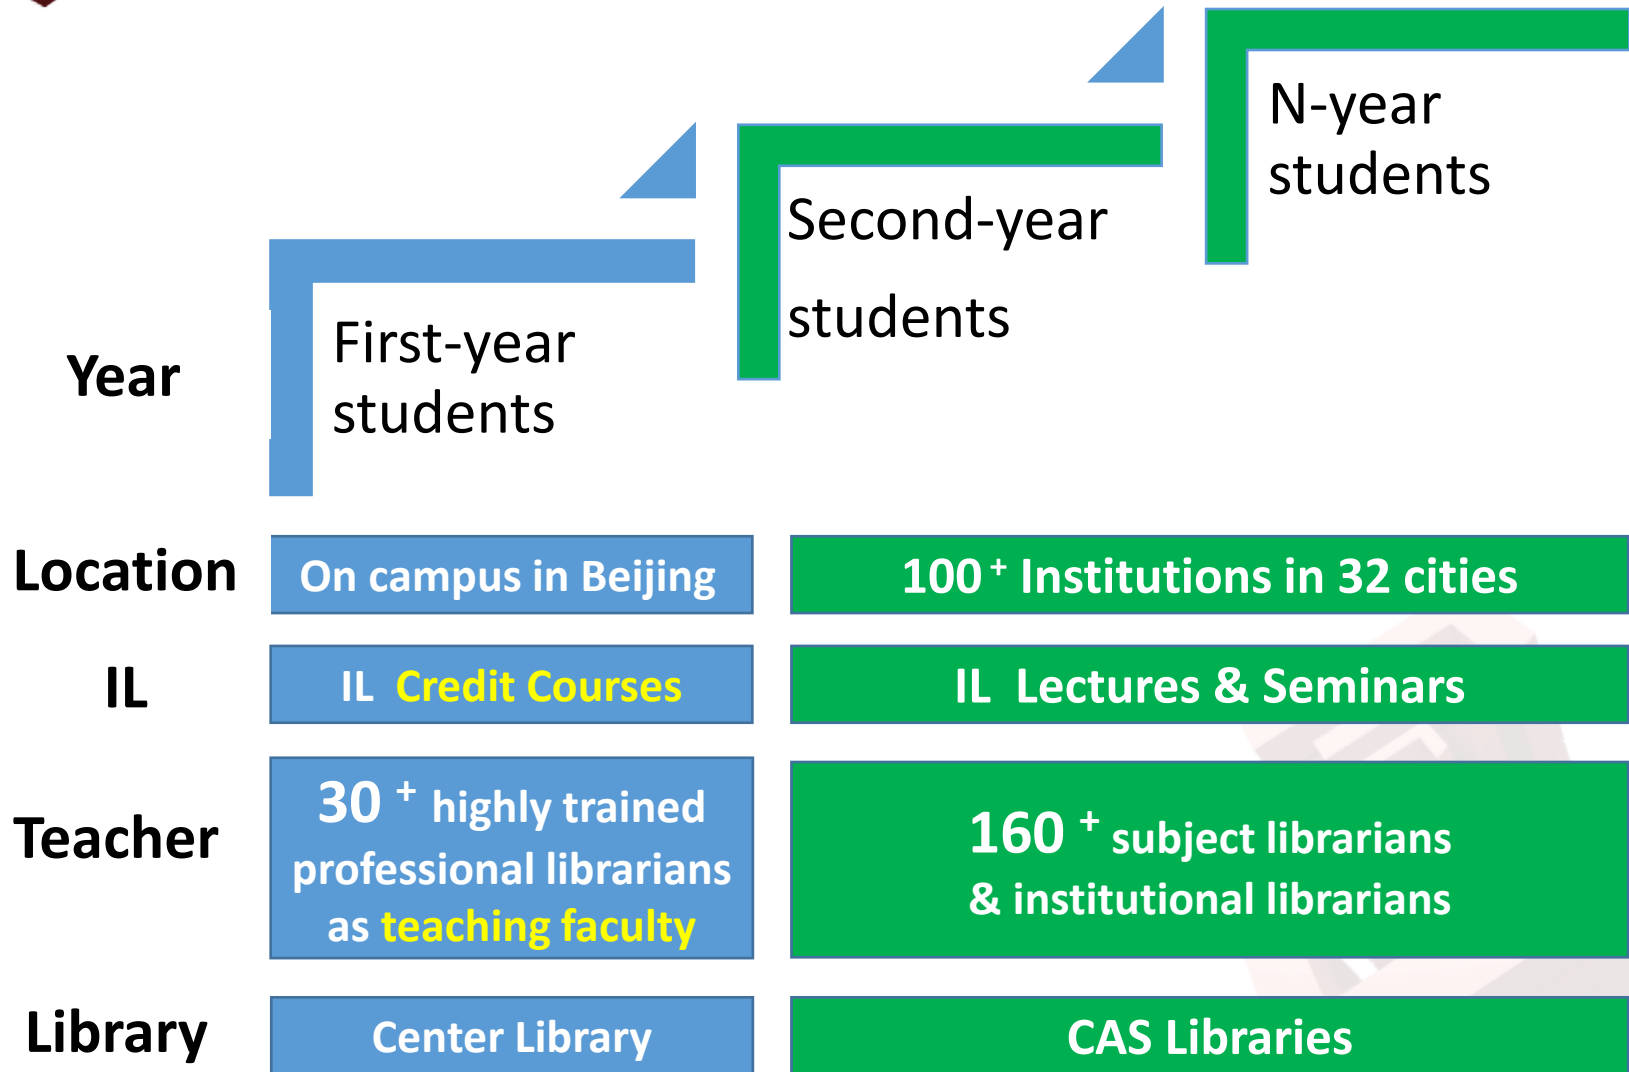 N-year
students
Second-year
students
First-year
students
Year
Location
On campus in Beijing
100 + Institutions in 32 cities
IL
IL Credit Courses
IL Lectures & Seminars
Teacher
30 + highly trained
professional librarians
as teaching faculty
160 + subject librarians
& institutional librarians
Library
Center Library
CAS Libraries